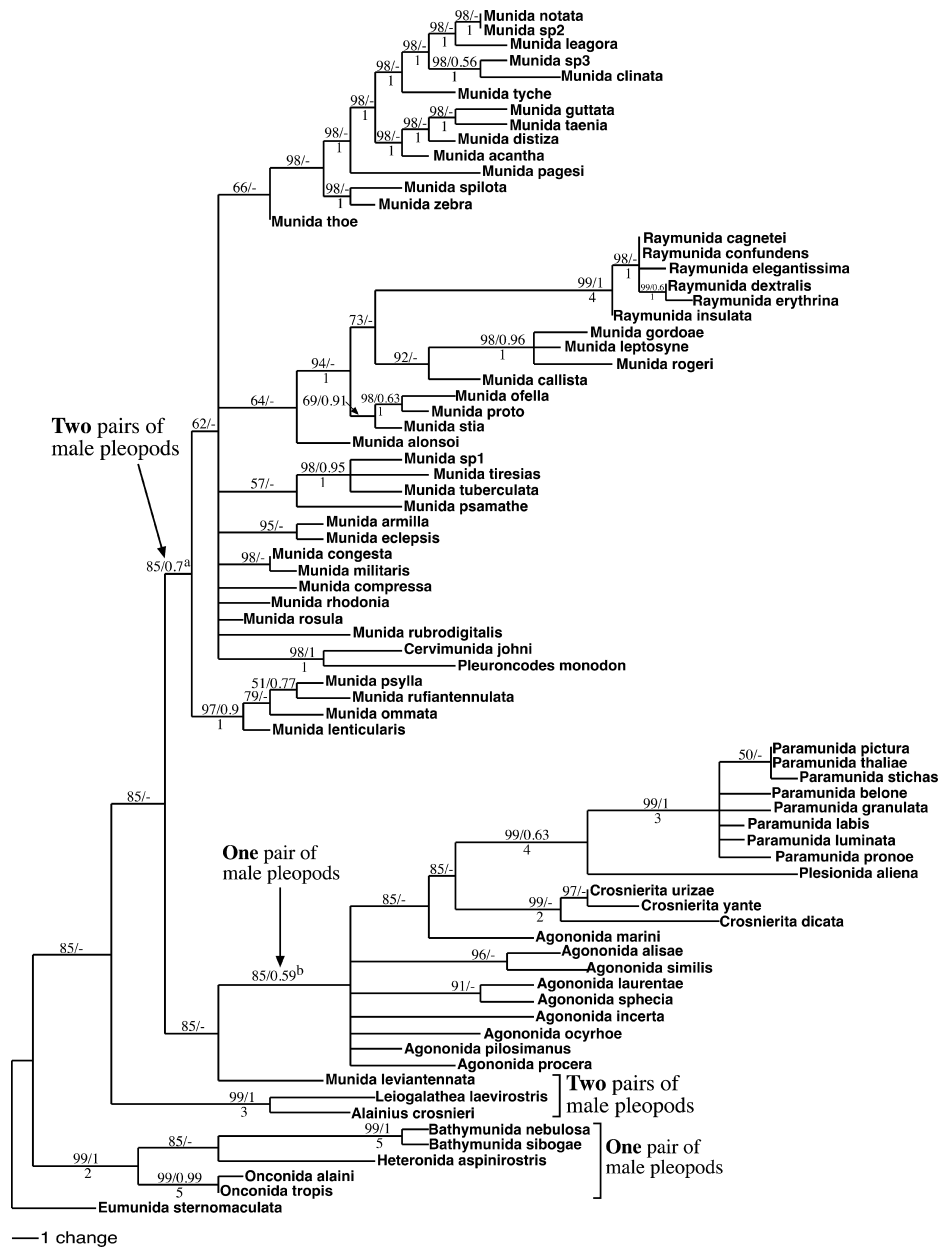 98/-
1
Munida notata
Munida sp2
98/-
1
Munida leagora
98/-
1
98/0.56
1
Munida sp3
Munida clinata
98/-
1
Munida tyche
98/-
1
98/-
1
Munida guttata
98/-
1
Munida taenia
Munida distiza
98/-
1
Munida acantha
98/-
1
Munida pagesi
98/-
98/-
1
Munida spilota
Munida zebra
66/-
Munida thoe
Raymunida cagnetei
Raymunida confundens
98/-
1
Raymunida elegantissima
99/0.6
1
Raymunida dextralis
Raymunida erythrina
99/1
4
Raymunida insulata
73/-
Munida gordoae
98/0.96
1
Munida leptosyne
92/-
Munida rogeri
Munida callista
94/-
1
69/0.91
98/0.63
1
Munida ofella
Munida proto
Munida stia
64/-
Munida alonsoi
Two pairs of
male pleopods
62/-
Munida sp1
98/0.95
1
Munida tiresias
57/-
Munida tuberculata
Munida psamathe
95/-
Munida armilla
Munida eclepsis
98/-
Munida congesta
Munida militaris
85/0.7a
Munida compressa
Munida rhodonia
Munida rosula
Munida rubrodigitalis
98/1
1
Cervimunida johni
Pleuroncodes monodon
51/0.77
Munida psylla
79/-
Munida rufiantennulata
97/0.9
1
Munida ommata
Munida lenticularis
50/-
Paramunida pictura
Paramunida thaliae
Paramunida stichas
Paramunida belone
99/1
3
Paramunida granulata
Paramunida labis
Paramunida luminata
Paramunida pronoe
99/0.63
4
Plesionida aliena
85/-
85/-
One pair of
male pleopods
85/-
97/-
Crosnierita urizae
99/-
2
Crosnierita yante
Crosnierita dicata
Agononida marini
96/-
Agononida alisae
Agononida similis
85/0.59b
91/-
Agononida laurentae
Agononida sphecia
Agononida incerta
Agononida ocyrhoe
Agononida pilosimanus
Agononida procera
85/-
85/-
Munida leviantennata
99/1
3
Leiogalathea laevirostris
Alainius crosnieri
Two pairs of
male pleopods
99/1
5
Bathymunida nebulosa
Bathymunida sibogae
85/-
Heteronida aspinirostris
99/1
2
99/0.99
5
Onconida alaini
Onconida tropis
One pair of
male pleopods
Eumunida sternomaculata
1 change